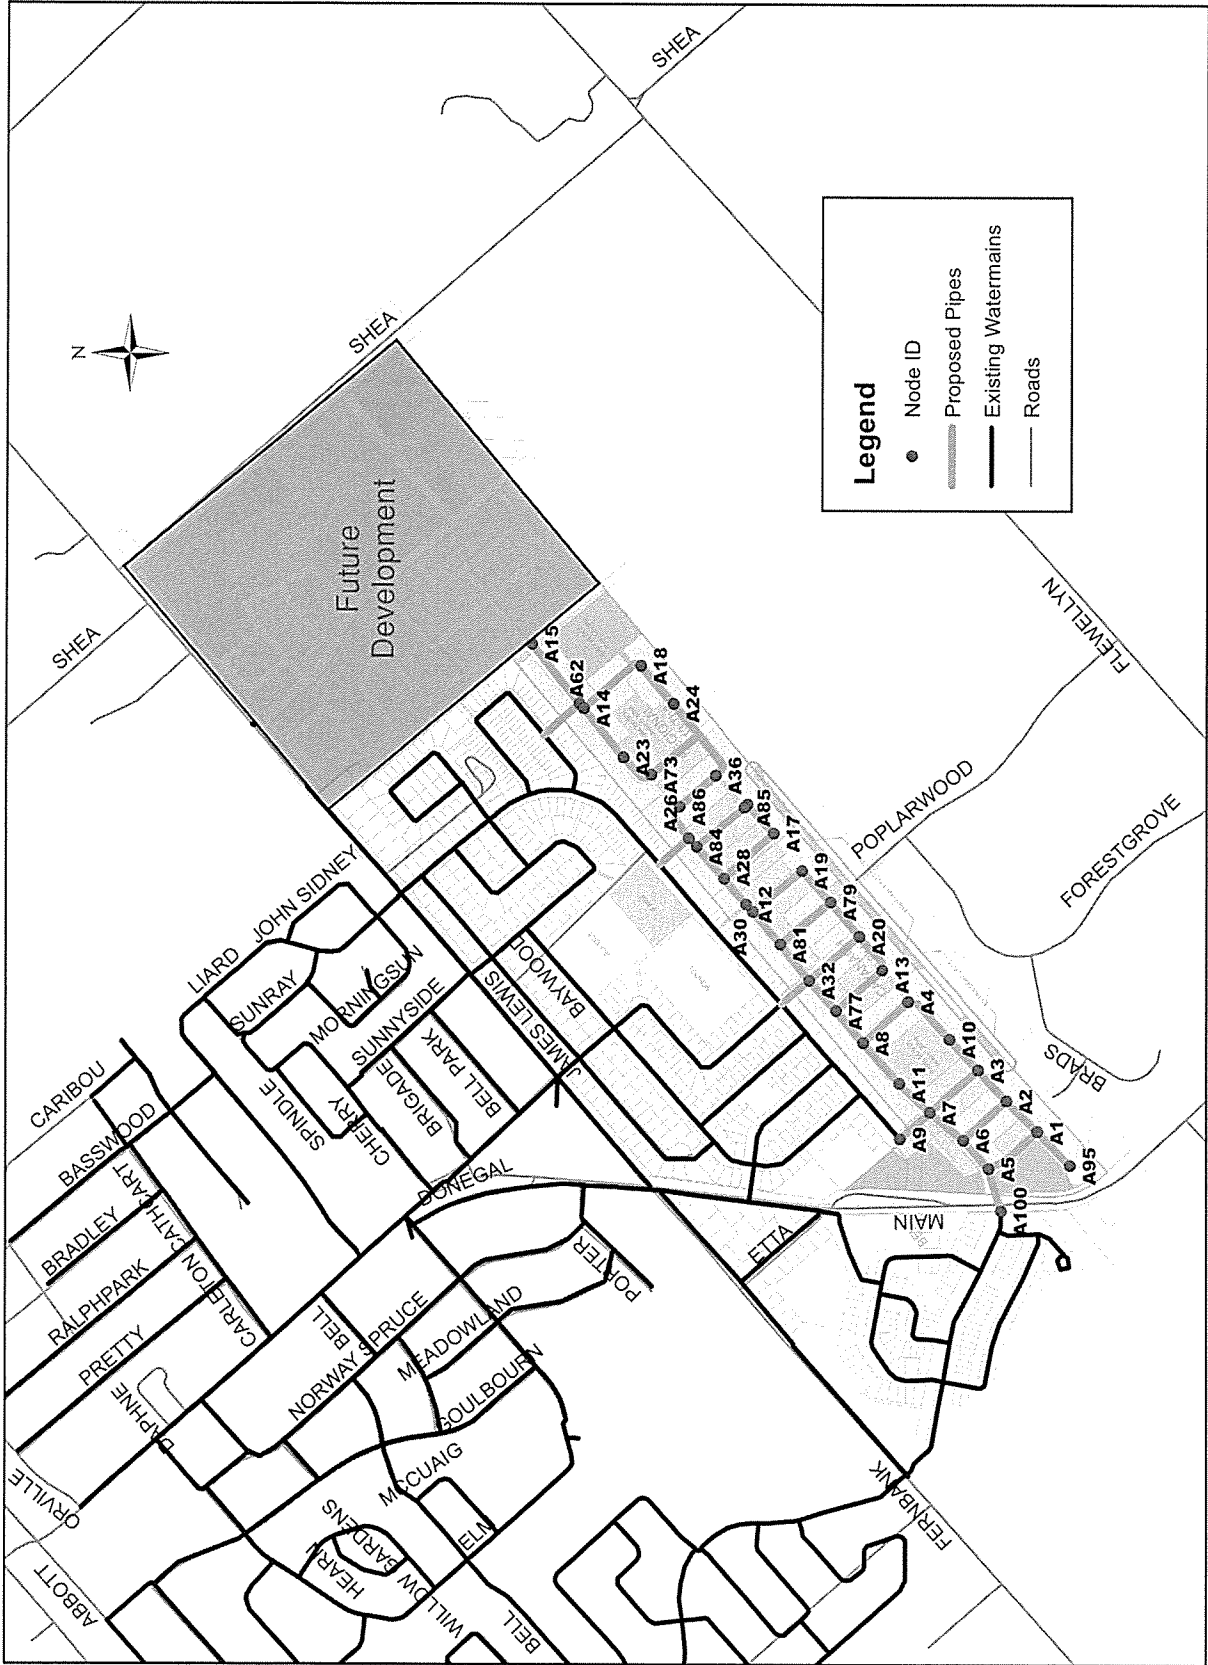 N
SHEA
SHEA
SHEA
Future
Development
Legend
Node ID
Proposed Pipes
Existing Watermains
Roads
CARIBOU
BASSWOOD
CATHCART
BRADLEY
RALPHPARK
CARLETON
PRETTY
DAPHNE
ORVILLE
ABBOTT
LIARD
JOHN SIDNEY
SUNRAY
MORNINGSUN
SPINDLE
CHERRY
SUNNYSIDE
BRIGADE
BELL PARK
JAMES LEWIS
BAYWOOD
DONEGAL
BELL
NORWAY SPRUCE
MEADOWLAND
GOULBOURN
PORTER
ETTA
MAIN
MCCUAIG
ELM
HEARN
WILLOW GARDENS
BELL
FERNBANK
POPLARWOOD
FORESTGROVE
BRADS
FLEWELLYN
A15
A62
A14
A18
A24
A23
A73
A26
A36
A86
A85
A84
A17
A28
A12
A19
A30
A79
A81
A20
A32
A13
A77
A4
A8
A10
A11
A3
A7
A2
A9
A6
A1
A5
A95
A100